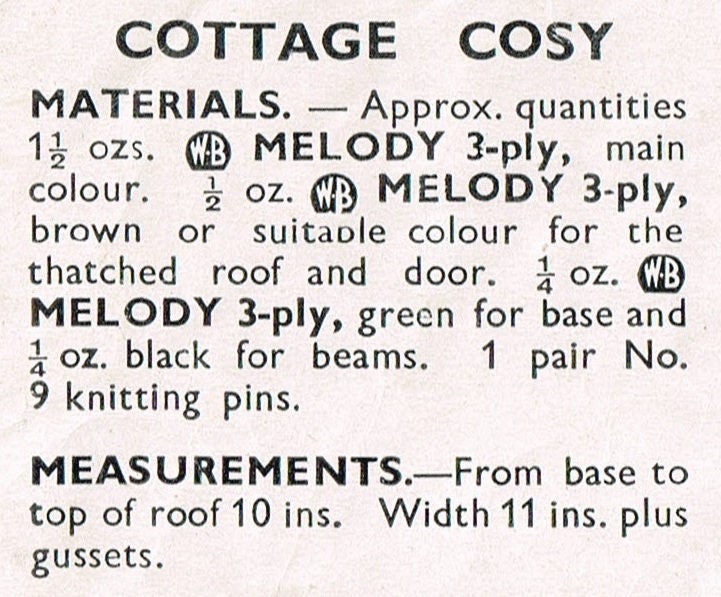 COTTAGE COSY
MATERIALS. — Approx. quantities
1½ ozs. W·B MELODY 3-ply, main
colour. ½ oz. W·B MELODY 3-ply,
brown or suitable colour for the
thatched roof and door. ¼ oz. W·B
MELODY 3-ply, green for base and
¼ oz. black for beams. 1 pair No.
9 knitting pins.
MEASUREMENTS.—From base to
top of roof 10 ins. Width 11 ins. plus
gussets.